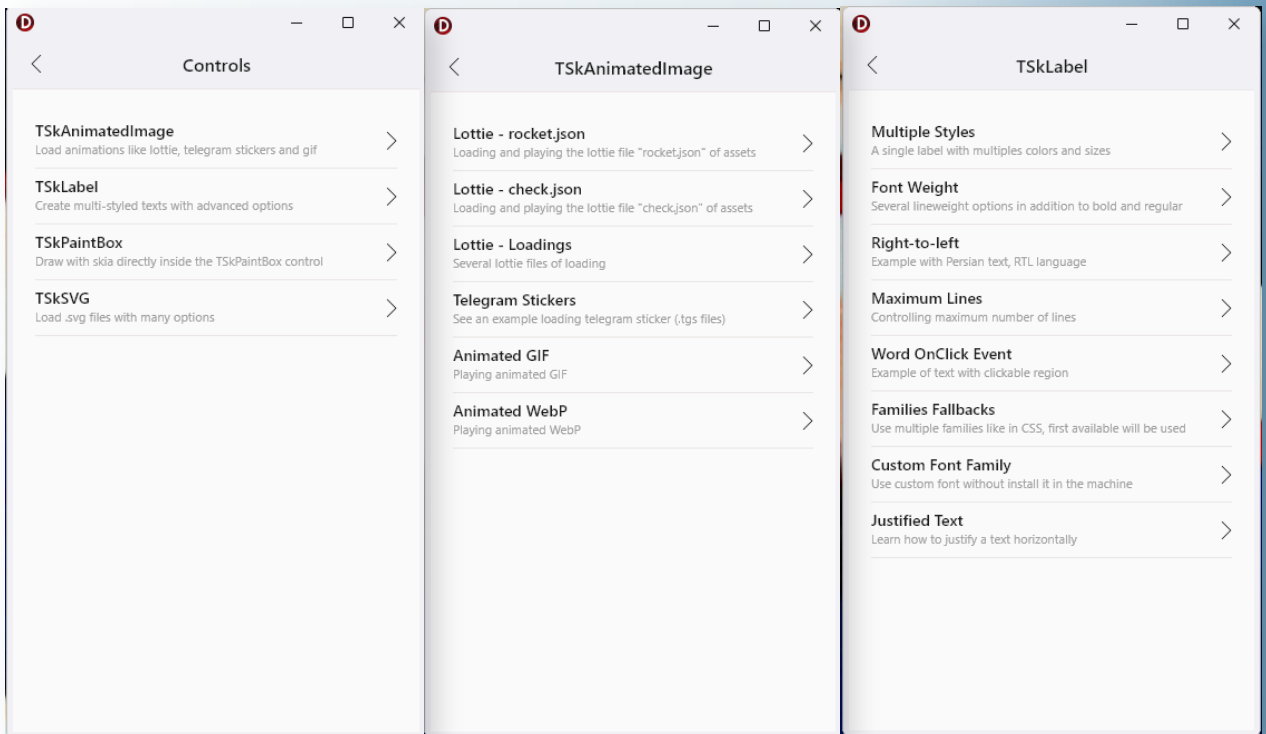 D
Controls
TSkAnimatedImage
Load animations like lottie, telegram stickers and gif
TSkLabel
Create multi-styled texts with advanced options
TSkPaintBox
Draw with skia directly inside the TSkPaintBox control
TSkSVG
Load .svg files with many options
D
TSkAnimatedImage
Lottie - rocket.json
Loading and playing the lottie file "rocket.json" of assets
Lottie - check.json
Loading and playing the lottie file "check.json" of assets
Lottie - Loadings
Several lottie files of loading
Telegram Stickers
See an example loading telegram sticker (.tgs files)
Animated GIF
Playing animated GIF
Animated WebP
Playing animated WebP
D
TSkLabel
Multiple Styles
A single label with multiples colors and sizes
Font Weight
Several lineweight options in addition to bold and regular
Right-to-left
Example with Persian text, RTL language
Maximum Lines
Controlling maximum number of lines
Word OnClick Event
Example of text with clickable region
Families Fallbacks
Use multiple families like in CSS, first available will be used
Custom Font Family
Use custom font without install it in the machine
Justified Text
Learn how to justify a text horizontally